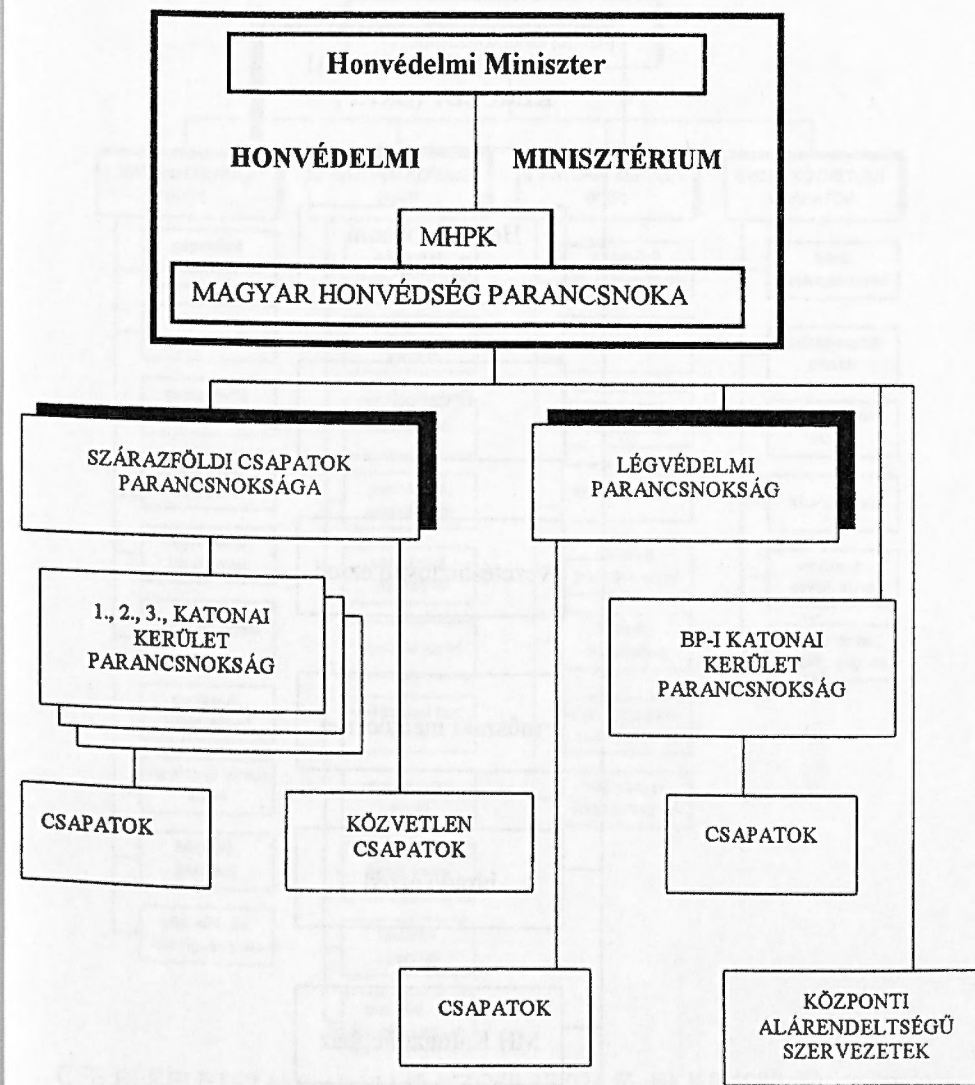 Honvédelmi Miniszter
HONVÉDELMI MINISZTÉRIUM
MHPK
MAGYAR HONVÉDSÉG PARANCSNOKA
SZÁRAZFÖLDI CSAPATOK
PARANCSNOKSÁGA
LÉGVÉDELMI
PARANCSNOKSÁG
1., 2., 3., KATONAI
KERÜLET
PARANCSNOKSÁG
BP-I KATONAI
KERÜLET
PARANCSNOKSÁG
CSAPATOK
KÖZVETLEN
CSAPATOK
CSAPATOK
CSAPATOK
KÖZPONTI
ALÁRENDELTSÉGŰ
SZERVEZETEK